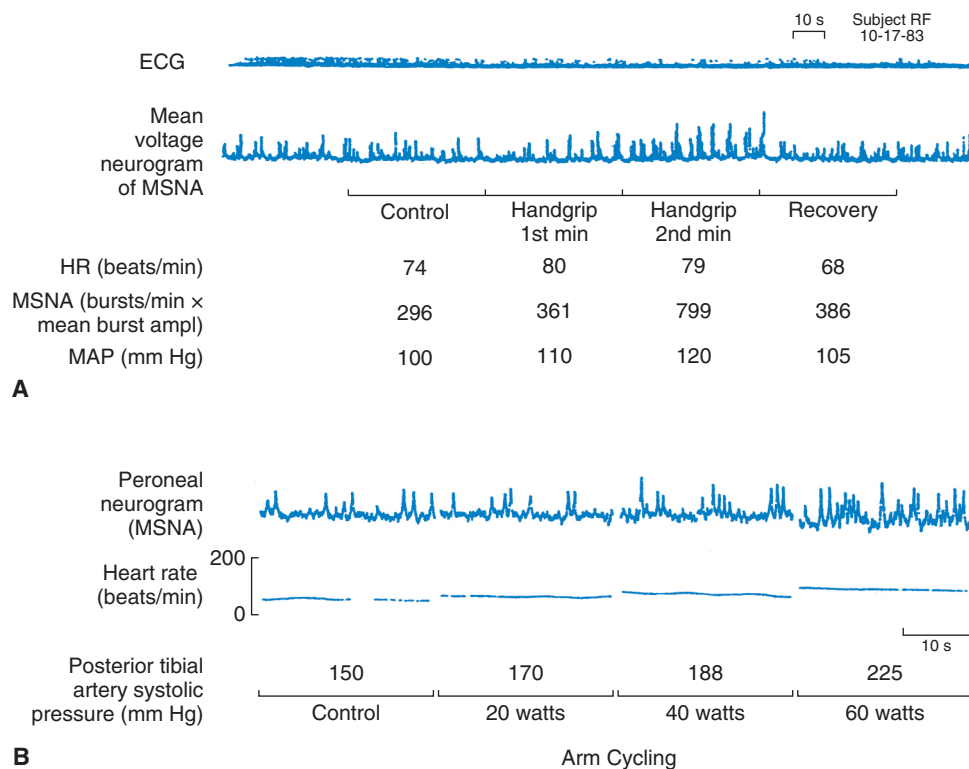 10 s
Subject RF
10-17-83
ECG
Mean
voltage
neurogram
of MSNA
Control
Handgrip
1st min
Handgrip
2nd min
Recovery
HR (beats/min) 74 80 79 68
MSNA (bursts/min ×
mean burst ampl) 296 361 799 386
MAP (mm Hg) 100 110 120 105
A
Peroneal
neurogram
(MSNA)
Heart rate
(beats/min)
200
0
10 s
Posterior tibial
artery systolic
pressure (mm Hg)
150 170 188 225
Control 20 watts 40 watts 60 watts
B
Arm Cycling